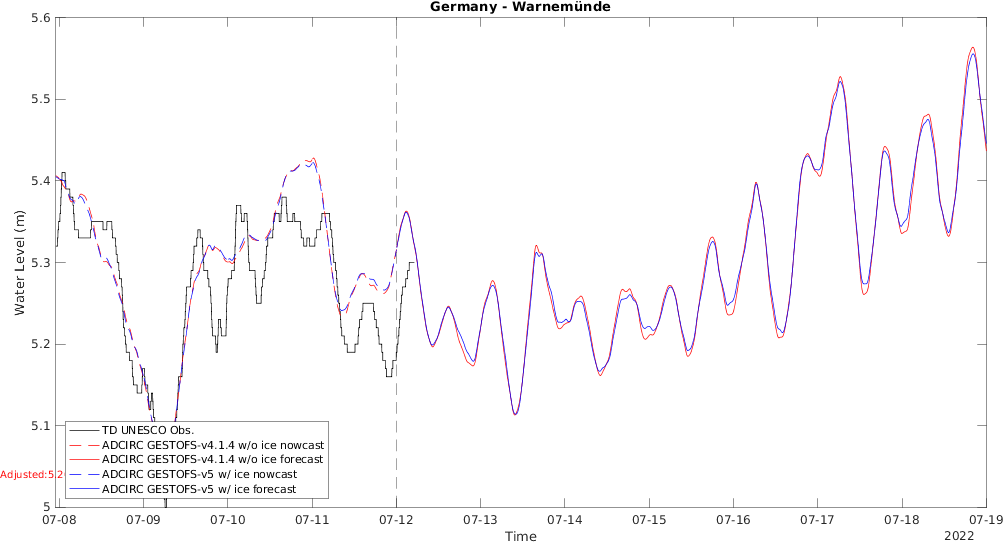 Germany - Warnemünde
5.6
5.5
5.4
5.3
5.2
5.1
5
Water Level (m)
TD UNESCO Obs.
ADCIRC GESTOFS-v4.1.4 w/o ice nowcast
ADCIRC GESTOFS-v4.1.4 w/o ice forecast
ADCIRC GESTOFS-v5 w/ ice nowcast
ADCIRC GESTOFS-v5 w/ ice forecast
Adjusted:5.2
07-08 07-09 07-10 07-11 07-12 07-13 07-14 07-15 07-16 07-17 07-18 07-19
Time
2022